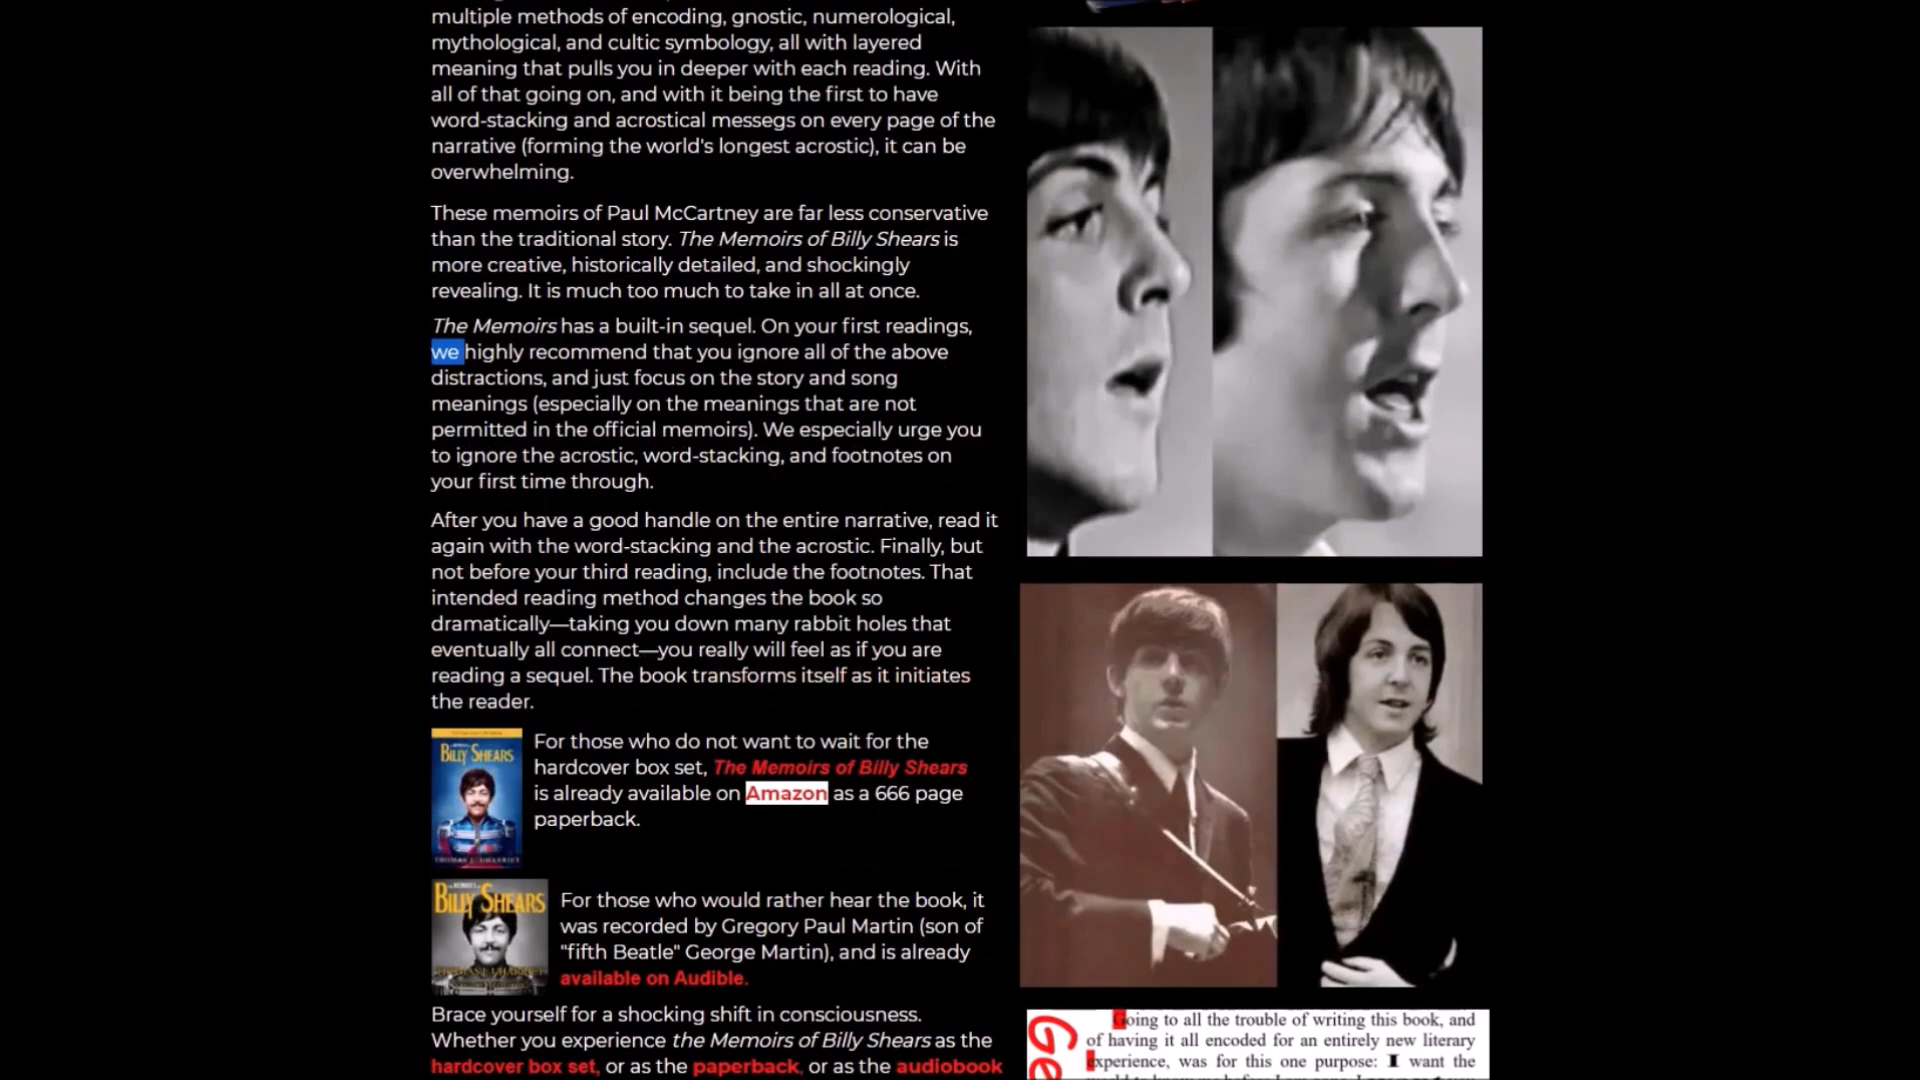 multiple methods of encoding, gnostic, numerological,
mythological, and cultic symbology, all with layered
meaning that pulls you in deeper with each reading. With
all of that going on, and with it being the first to have
word-stacking and acrostical messegs on every page of the
narrative (forming the world's longest acrostic), it can be
overwhelming.
These memoirs of Paul McCartney are far less conservative
than the traditional story. The Memoirs of Billy Shears is
more creative, historically detailed, and shockingly
revealing. It is much too much to take in all at once.
The Memoirs has a built-in sequel. On your first readings,
we highly recommend that you ignore all of the above
distractions, and just focus on the story and song
meanings (especially on the meanings that are not
permitted in the official memoirs). We especially urge you
to ignore the acrostic, word-stacking, and footnotes on
your first time through.
After you have a good handle on the entire narrative, read it
again with the word-stacking and the acrostic. Finally, but
not before your third reading, include the footnotes. That
intended reading method changes the book so
dramatically—taking you down many rabbit holes that
eventually all connect—you really will feel as if you are
reading a sequel. The book transforms itself as it initiates
the reader.
BILLY SHEARS
For those who do not want to wait for the
hardcover box set, The Memoirs of Billy Shears
is already available on Amazon as a 666 page
paperback.
BILLY SHEARS
For those who would rather hear the book, it
was recorded by Gregory Paul Martin (son of
"fifth Beatle" George Martin), and is already
available on Audible.
Brace yourself for a shocking shift in consciousness.
Whether you experience the Memoirs of Billy Shears as the
hardcover box set, or as the paperback, or as the audiobook
Ge
Going to all the trouble of writing this book, and
of having it all encoded for an entirely new literary
experience, was for this one purpose: I want the